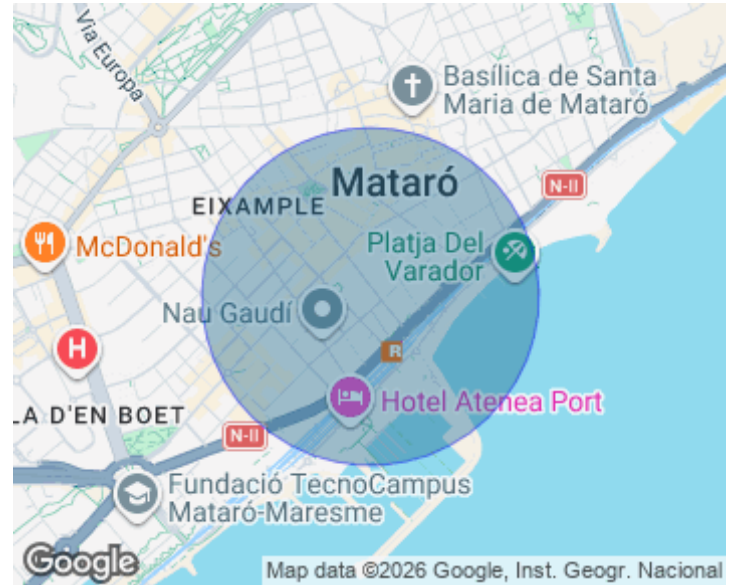 Via Europa
Basílica de Santa
Maria de Mataró
Mataró
N-II
EIXAMPLE
McDonald's
Platja Del
Varador
Nau Gaudí
R
H
Hotel Atenea Port
LA D'EN BOET
N-II
Fundació TecnoCampus
Mataró-Maresme
Google
Map data ©2026 Google, Inst. Geogr. Nacional